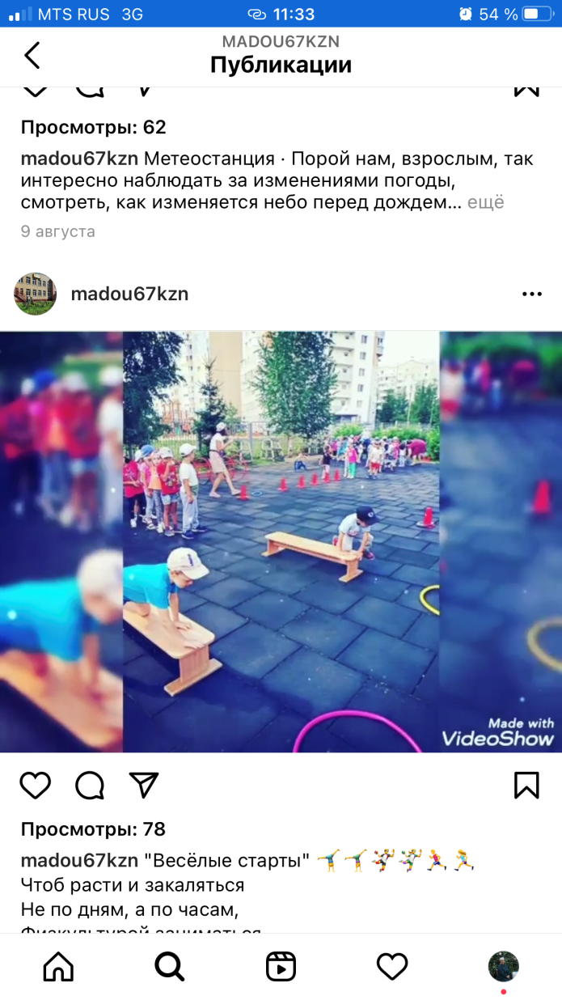 MTS RUS 3G 11:33 54 %
MADOU67KZN
Публикации
Просмотры: 62
madou67kzn Метеостанция · Порой нам, взрослым, так
интересно наблюдать за изменениями погоды,
смотреть, как изменяется небо перед дождем... ещё
9 августа
madou67kzn
Made with
VideoShow
Просмотры: 78
madou67kzn "Весёлые старты" 🤸‍♂️🤸‍♂️🤾🤾‍♂️🏃‍♀️🏃‍♀️
Чтоб расти и закаляться
Не по дням, а по часам,
Физкультурой заниматься